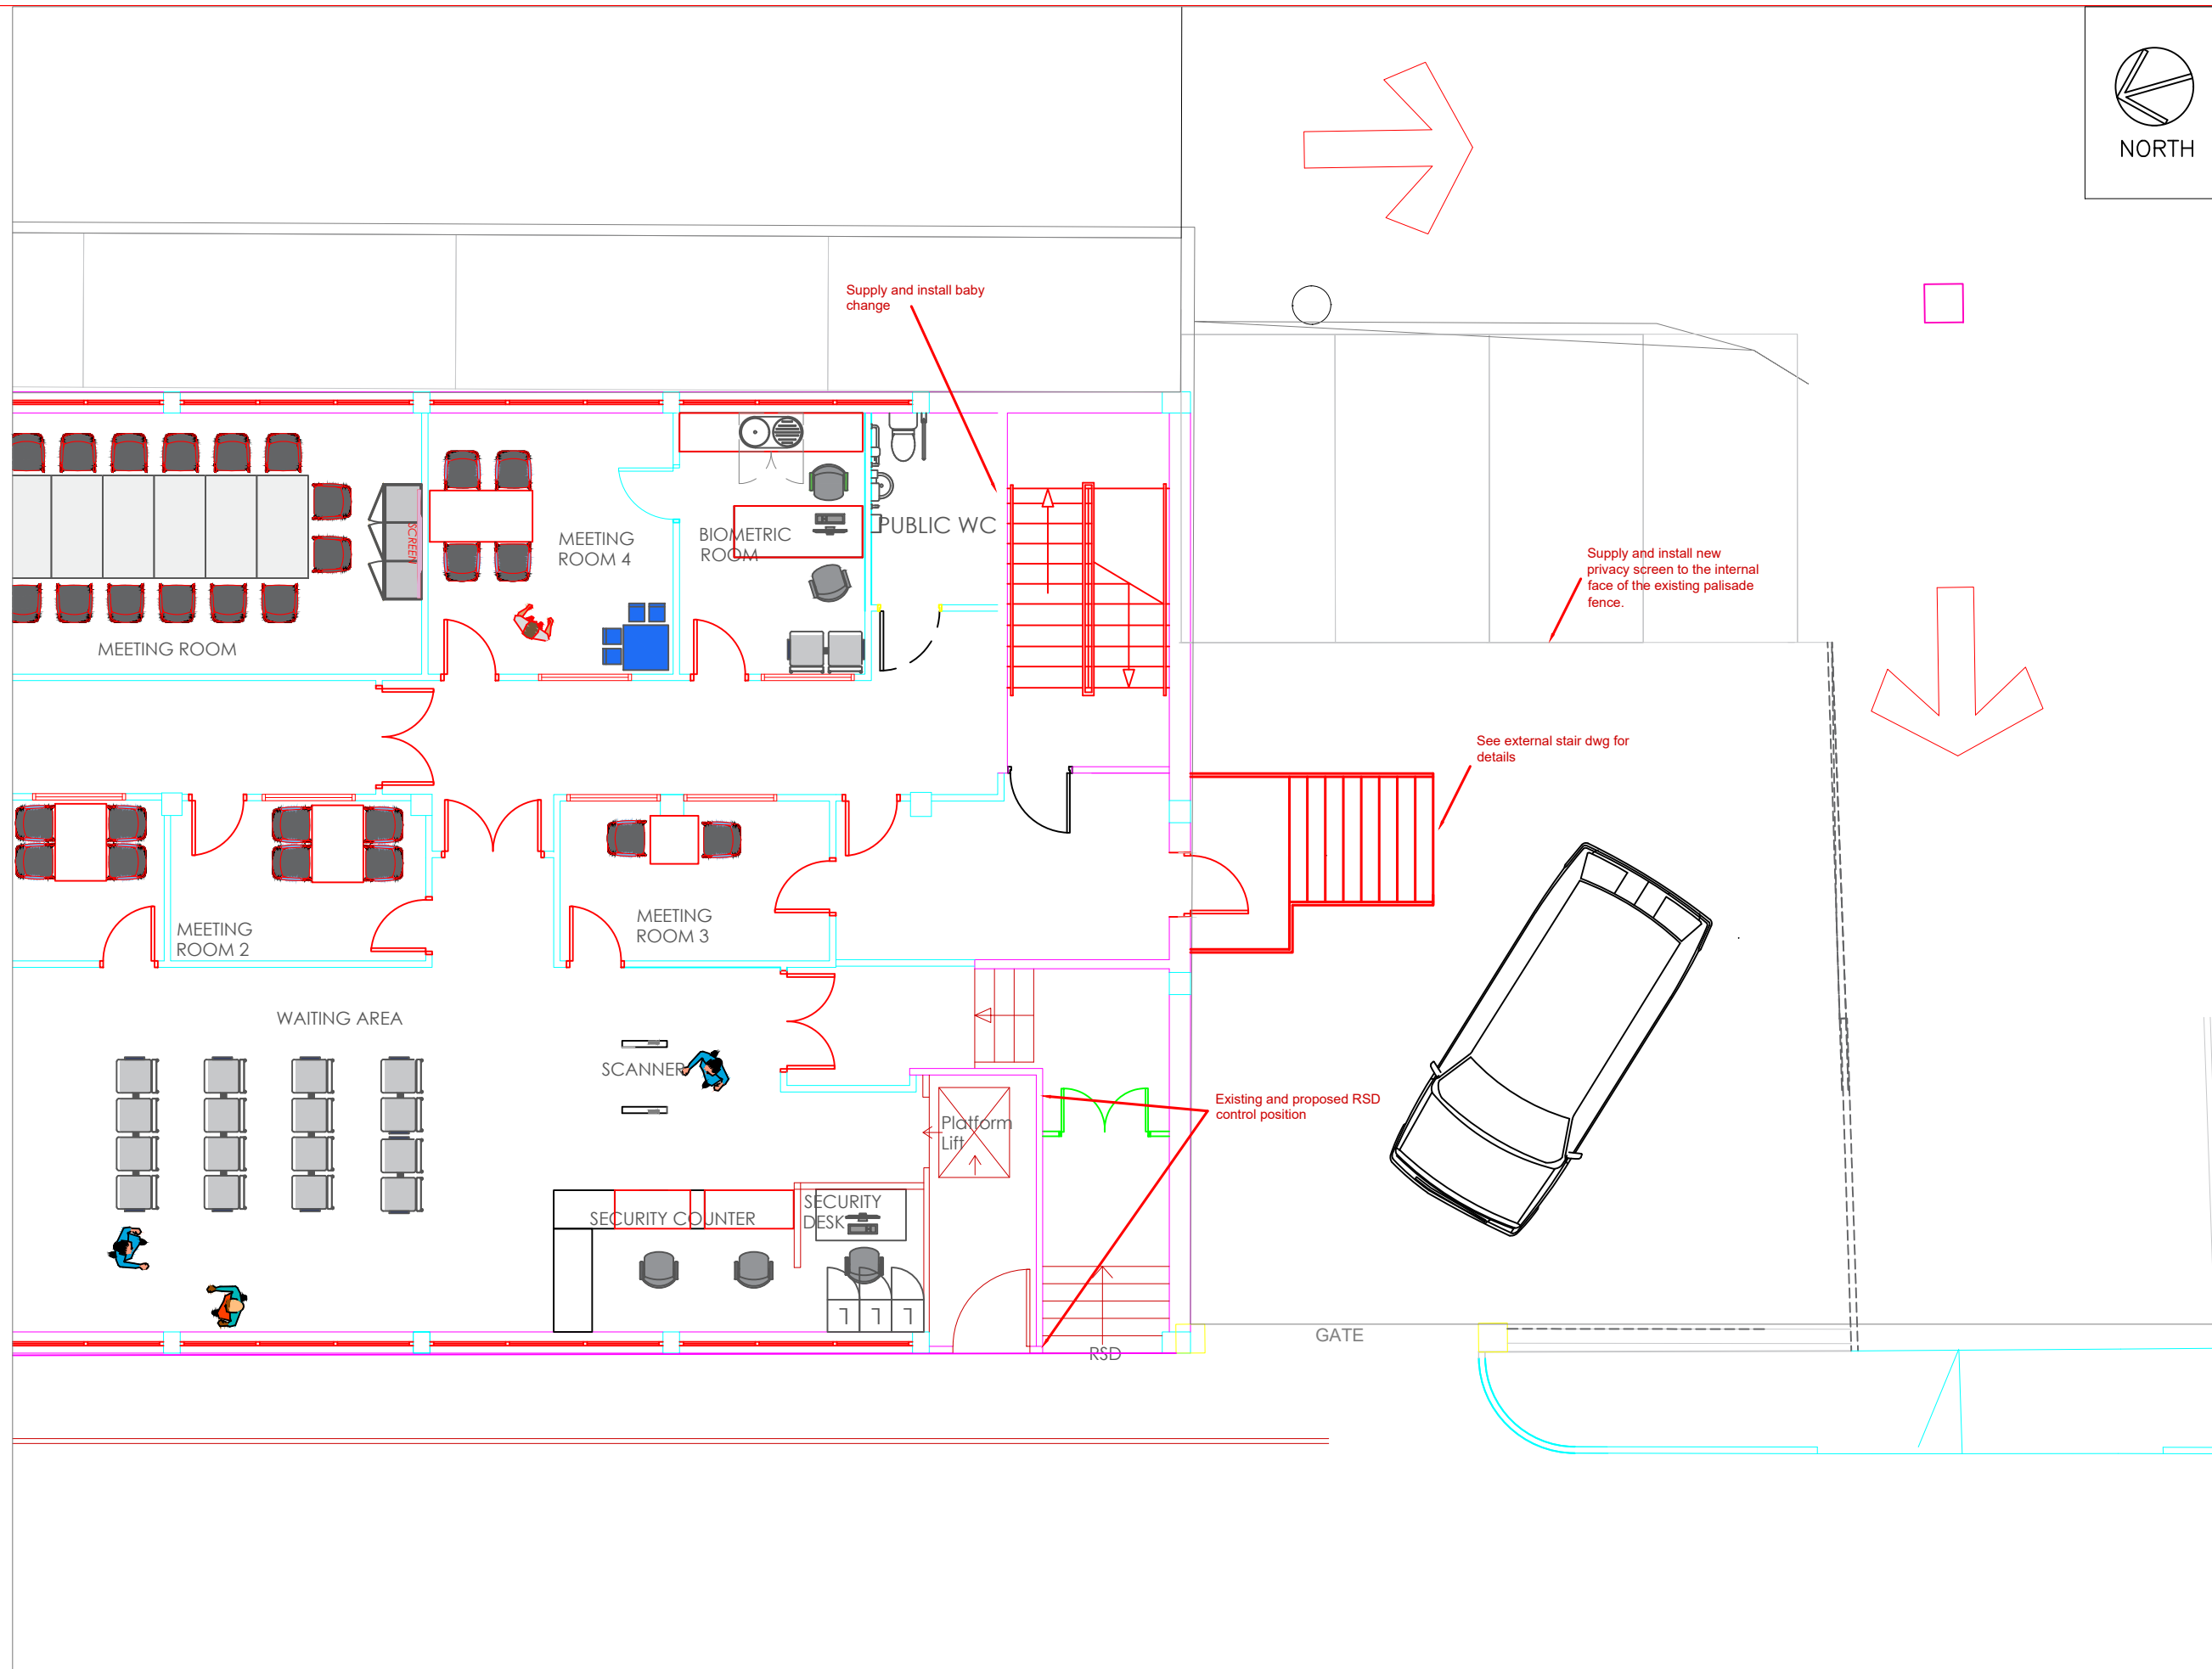 NORTH
Supply and install baby
change
SCREEN
MEETING
ROOM 4
BIOMETRIC
ROOM
PUBLIC WC
Supply and install new
privacy screen to the internal
face of the existing palisade
fence.
MEETING ROOM
See external stair dwg for
details
MEETING
ROOM 2
MEETING
ROOM 3
WAITING AREA
SCANNER
Existing and proposed RSD
control position
Platform
Lift
SECURITY COUNTER
SECURITY
DESK
L L L
GATE
RSD